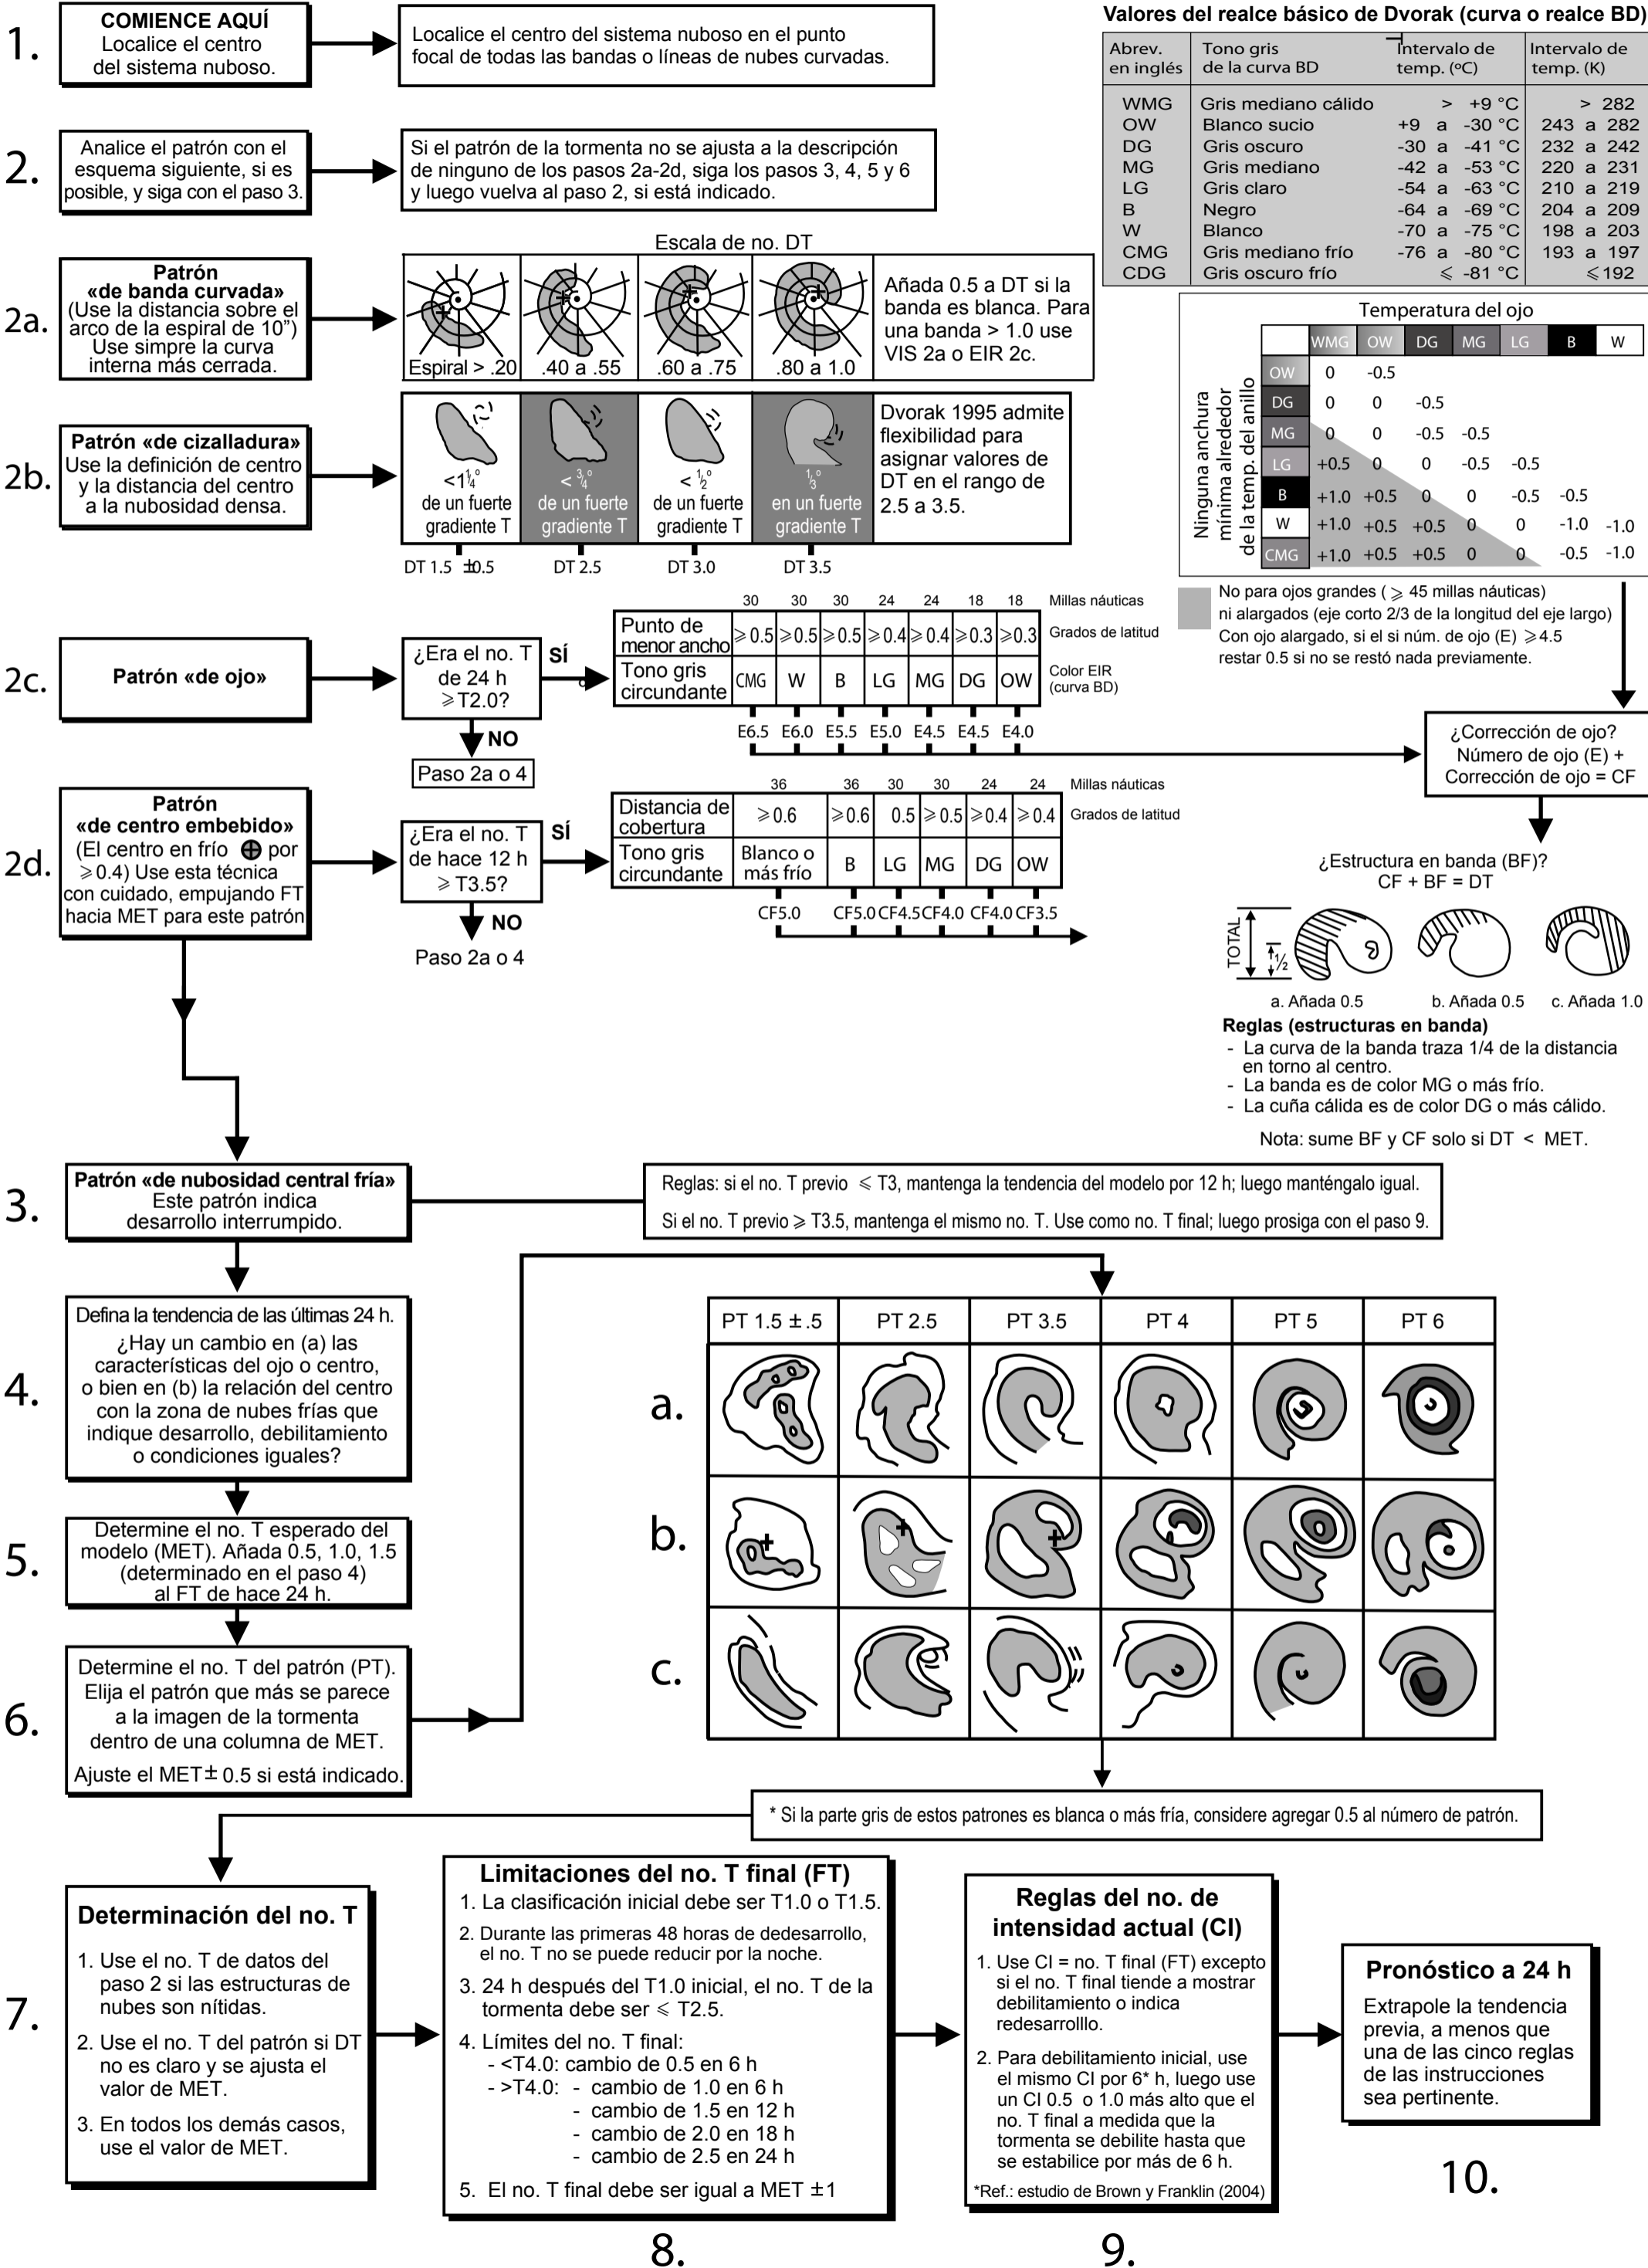 1.
COMIENCE AQUÍ
Localice el centro
del sistema nuboso.
Localice el centro del sistema nuboso en el punto
focal de todas las bandas o líneas de nubes curvadas.
Valores del realce básico de Dvorak (curva o realce BD)
Abrev. en inglés | Tono gris de la curva BD | Intervalo de temp. (ºC) | Intervalo de temp. (K)
WMG Gris mediano cálido > +9 °C > 282
OW Blanco sucio +9 a -30 °C 243 a 282
DG Gris oscuro -30 a -41 °C 232 a 242
MG Gris mediano -42 a -53 °C 220 a 231
LG Gris claro -54 a -63 °C 210 a 219
B Negro -64 a -69 °C 204 a 209
W Blanco -70 a -75 °C 198 a 203
CMG Gris mediano frío -76 a -80 °C 193 a 197
CDG Gris oscuro frío ⩽ -81 °C ⩽192
2.
Analice el patrón con el
esquema siguiente, si es
posible, y siga con el paso 3.
Si el patrón de la tormenta no se ajusta a la descripción
de ninguno de los pasos 2a-2d, siga los pasos 3, 4, 5 y 6
y luego vuelva al paso 2, si está indicado.
2a.
Patrón
«de banda curvada»
(Use la distancia sobre el
arco de la espiral de 10”)
Use simpre la curva
interna más cerrada.
Escala de no. DT
Espiral > .20 .40 a .55 .60 a .75 .80 a 1.0
Añada 0.5 a DT si la
banda es blanca. Para
una banda > 1.0 use
VIS 2a o EIR 2c.
2b.
Patrón «de cizalladura»
Use la definición de centro
y la distancia del centro
a la nubosidad densa.
<1¼°
de un fuerte
gradiente T
< ¾°
de un fuerte
gradiente T
< ½°
de un fuerte
gradiente T
⅓°
en un fuerte
gradiente T
Dvorak 1995 admite
flexibilidad para
asignar valores de
DT en el rango de
2.5 a 3.5.
DT 1.5 ±0.5 DT 2.5 DT 3.0 DT 3.5
Temperatura del ojo
Ninguna anchura
mínima alrededor
de la temp. del anillo
WMG OW DG MG LG B W
OW 0 -0.5
DG 0 0 -0.5
MG 0 0 -0.5 -0.5
LG +0.5 0 0 -0.5 -0.5
B +1.0 +0.5 0 0 -0.5 -0.5
W +1.0 +0.5 +0.5 0 0 -1.0 -1.0
CMG +1.0 +0.5 +0.5 0 0 -0.5 -1.0
No para ojos grandes ( ⩾ 45 millas náuticas)
ni alargados (eje corto 2/3 de la longitud del eje largo)
Con ojo alargado, si el si núm. de ojo (E) ⩾4.5
restar 0.5 si no se restó nada previamente.
2c.
Patrón «de ojo»
¿Era el no. T
de 24 h
⩾T2.0?
SÍ
NO
Paso 2a o 4
30 30 30 24 24 18 18 Millas náuticas
Punto de menor ancho ⩾0.5 ⩾0.5 ⩾0.5 ⩾0.4 ⩾0.4 ⩾0.3 ⩾0.3 Grados de latitud
Tono gris circundante CMG W B LG MG DG OW Color EIR (curva BD)
E6.5 E6.0 E5.5 E5.0 E4.5 E4.5 E4.0
¿Corrección de ojo?
Número de ojo (E) +
Corrección de ojo = CF
2d.
Patrón
«de centro embebido»
(El centro en frío por
⩾0.4) Use esta técnica
con cuidado, empujando FT
hacia MET para este patrón
¿Era el no. T
de hace 12 h
⩾ T3.5?
SÍ
NO
Paso 2a o 4
36 36 30 30 24 24 Millas náuticas
Distancia de cobertura ⩾0.6 ⩾0.6 0.5 ⩾0.5 ⩾0.4 ⩾0.4 Grados de latitud
Tono gris circundante Blanco o más frío B LG MG DG OW
CF5.0 CF5.0 CF4.5 CF4.0 CF4.0 CF3.5
¿Estructura en banda (BF)?
CF + BF = DT
TOTAL
½
a. Añada 0.5 b. Añada 0.5 c. Añada 1.0
Reglas (estructuras en banda)
- La curva de la banda traza 1/4 de la distancia
en torno al centro.
- La banda es de color MG o más frío.
- La cuña cálida es de color DG o más cálido.
Nota: sume BF y CF solo si DT < MET.
3.
Patrón «de nubosidad central fría»
Este patrón indica
desarrollo interrumpido.
Reglas: si el no. T previo ⩽ T3, mantenga la tendencia del modelo por 12 h; luego manténgalo igual.
Si el no. T previo ⩾ T3.5, mantenga el mismo no. T. Use como no. T final; luego prosiga con el paso 9.
4.
Defina la tendencia de las últimas 24 h.
¿Hay un cambio en (a) las
características del ojo o centro,
o bien en (b) la relación del centro
con la zona de nubes frías que
indique desarrollo, debilitamiento
o condiciones iguales?
5.
Determine el no. T esperado del
modelo (MET). Añada 0.5, 1.0, 1.5
(determinado en el paso 4)
al FT de hace 24 h.
6.
Determine el no. T del patrón (PT).
Elija el patrón que más se parece
a la imagen de la tormenta
dentro de una columna de MET.
Ajuste el MET± 0.5 si está indicado.
PT 1.5 ±.5 PT 2.5 PT 3.5 PT 4 PT 5 PT 6
a.
b.
c.
* Si la parte gris de estos patrones es blanca o más fría, considere agregar 0.5 al número de patrón.
7.
Determinación del no. T
1. Use el no. T de datos del
paso 2 si las estructuras de
nubes son nítidas.
2. Use el no. T del patrón si DT
no es claro y se ajusta el
valor de MET.
3. En todos los demás casos,
use el valor de MET.
Limitaciones del no. T final (FT)
1. La clasificación inicial debe ser T1.0 o T1.5.
2. Durante las primeras 48 horas de dedesarrollo,
el no. T no se puede reducir por la noche.
3. 24 h después del T1.0 inicial, el no. T de la
tormenta debe ser ⩽ T2.5.
4. Límites del no. T final:
- <T4.0: cambio de 0.5 en 6 h
- >T4.0: - cambio de 1.0 en 6 h
- cambio de 1.5 en 12 h
- cambio de 2.0 en 18 h
- cambio de 2.5 en 24 h
5. El no. T final debe ser igual a MET ±1
8.
Reglas del no. de
intensidad actual (CI)
1. Use CI = no. T final (FT) excepto
si el no. T final tiende a mostrar
debilitamiento o indica
redesarrolllo.
2. Para debilitamiento inicial, use
el mismo CI por 6* h, luego use
un CI 0.5 o 1.0 más alto que el
no. T final a medida que la
tormenta se debilite hasta que
se estabilice por más de 6 h.
*Ref.: estudio de Brown y Franklin (2004)
9.
Pronóstico a 24 h
Extrapole la tendencia
previa, a menos que
una de las cinco reglas
de las instrucciones
sea pertinente.
10.